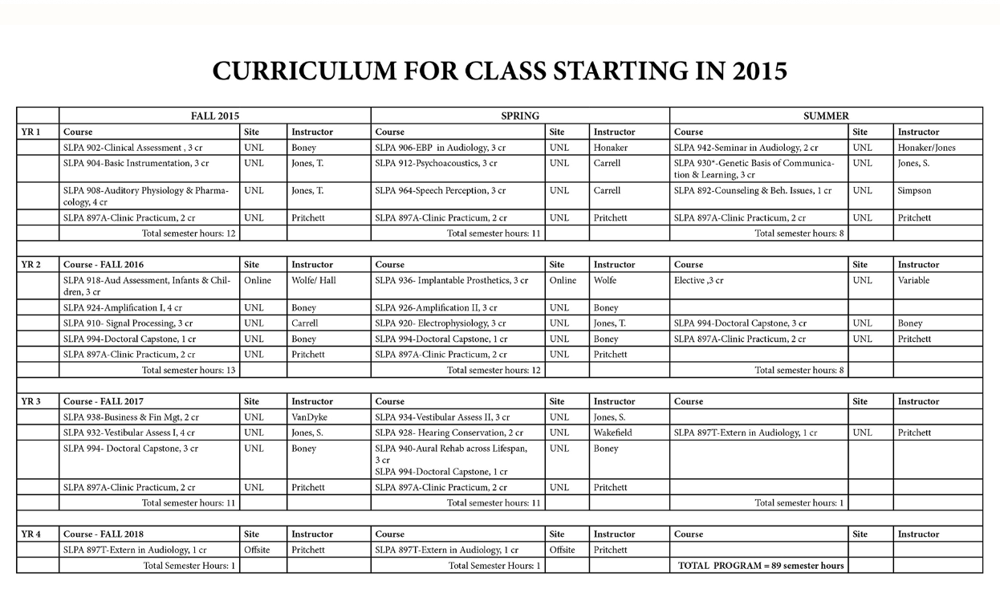 CURRICULUM FOR CLASS STARTING IN 2015
FALL 2015 SPRING SUMMER
YR 1 Course Site Instructor Course Site Instructor Course Site Instructor
SLPA 902-Clinical Assessment , 3 cr UNL Boney SLPA 906-EBP in Audiology, 3 cr UNL Honaker SLPA 942-Seminar in Audiology, 2 cr UNL Honaker/Jones
SLPA 904-Basic Instrumentation, 3 cr UNL Jones, T. SLPA 912-Psychoacoustics, 3 cr UNL Carrell SLPA 930*-Genetic Basis of Communica-
tion & Learning, 3 cr UNL Jones, S.
SLPA 908-Auditory Physiology & Pharma-
cology, 4 cr UNL Jones, T. SLPA 964-Speech Perception, 3 cr UNL Carrell SLPA 892-Counseling & Beh. Issues, 1 cr UNL Simpson
SLPA 897A-Clinic Practicum, 2 cr UNL Pritchett SLPA 897A-Clinic Practicum, 2 cr UNL Pritchett SLPA 897A-Clinic Practicum, 2 cr UNL Pritchett
Total semester hours: 12 Total semester hours: 11 Total semester hours: 8
YR 2 Course - FALL 2016 Site Instructor Course Site Instructor Course Site Instructor
SLPA 918-Aud Assessment, Infants & Chil-
dren, 3 cr Online Wolfe/ Hall SLPA 936- Implantable Prosthetics, 3 cr Online Wolfe Elective ,3 cr UNL Variable
SLPA 924-Amplification I, 4 cr UNL Boney SLPA 926-Amplification II, 3 cr UNL Boney
SLPA 910- Signal Processing, 3 cr UNL Carrell SLPA 920- Electrophysiology, 3 cr UNL Jones, T. SLPA 994-Doctoral Capstone, 3 cr UNL Boney
SLPA 994-Doctoral Capstone, 1 cr UNL Boney SLPA 994-Doctoral Capstone, 1 cr UNL Boney SLPA 897A-Clinic Practicum, 2 cr UNL Pritchett
SLPA 897A-Clinic Practicum, 2 cr UNL Pritchett SLPA 897A-Clinic Practicum, 2 cr UNL Pritchett
Total semester hours: 13 Total semester hours: 12 Total semester hours: 8
YR 3 Course - FALL 2017 Site Instructor Course Site Instructor Course Site Instructor
SLPA 938-Business & Fin Mgt, 2 cr UNL VanDyke SLPA 934-Vestibular Assess II, 3 cr UNL Jones, S.
SLPA 932-Vestibular Assess I, 4 cr UNL Jones, S. SLPA 928- Hearing Conservation, 2 cr UNL Wakefield SLPA 897T-Extern in Audiology, 1 cr UNL Pritchett
SLPA 994- Doctoral Capstone, 3 cr UNL Boney SLPA 940-Aural Rehab across Lifespan, UNL Boney
3 cr
SLPA 994-Doctoral Capstone, 1 cr
SLPA 897A-Clinic Practicum, 2 cr UNL Pritchett SLPA 897A-Clinic Practicum, 2 cr UNL Pritchett
Total semester hours: 11 Total semester hours: 11 Total semester hours: 1
YR 4 Course - FALL 2018 Site Instructor Course Site Instructor Course Site Instructor
SLPA 897T-Extern in Audiology, 1 cr Offsite Pritchett SLPA 897T-Extern in Audiology, 1 cr Offsite Pritchett
Total Semester Hours: 1 Total Semester Hours: 1 TOTAL PROGRAM = 89 semester hours